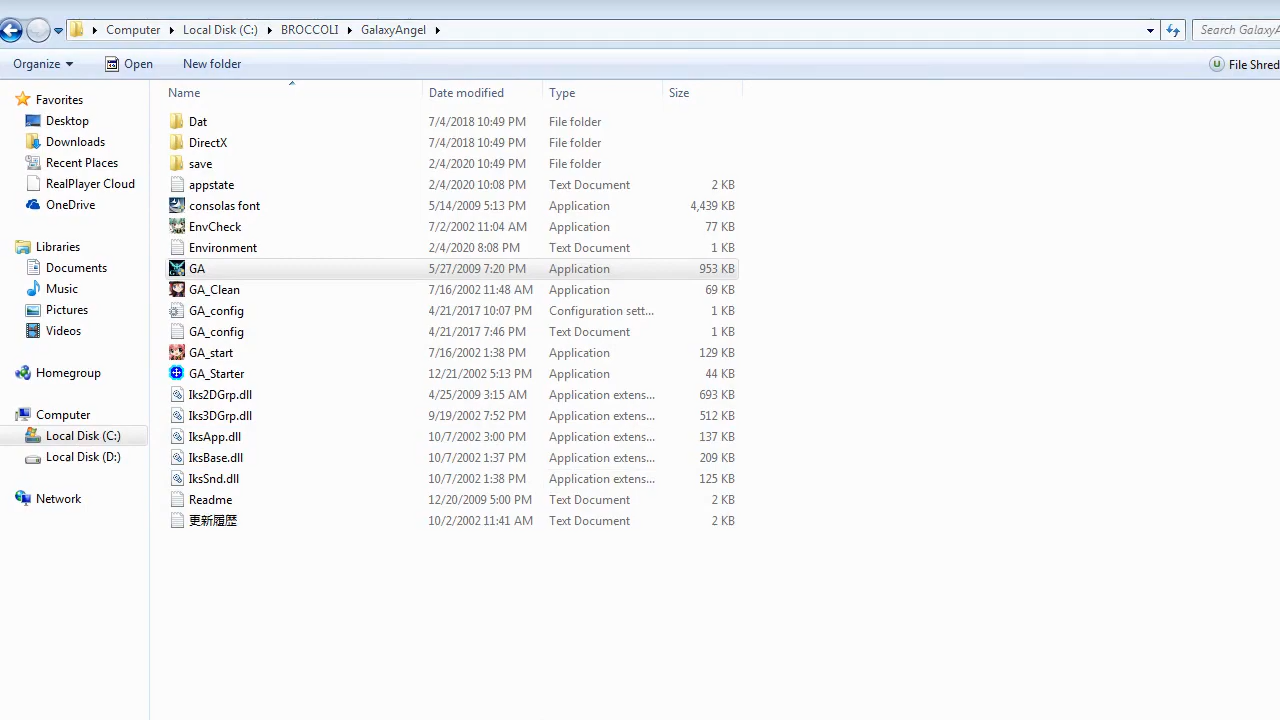 Computer Local Disk (C:) BROCCOLI GalaxyAngel Search GalaxyA
Organize Open New folder File Shred
Name Date modified Type Size
Favorites
Desktop
Downloads
Recent Places
RealPlayer Cloud
OneDrive
Libraries
Documents
Music
Pictures
Videos
Homegroup
Computer
Local Disk (C:)
Local Disk (D:)
Network
Dat 7/4/2018 10:49 PM File folder
DirectX 7/4/2018 10:49 PM File folder
save 2/4/2020 10:49 PM File folder
appstate 2/4/2020 10:08 PM Text Document 2 KB
consolas font 5/14/2009 5:13 PM Application 4,439 KB
EnvCheck 7/2/2002 11:04 AM Application 77 KB
Environment 2/4/2020 8:08 PM Text Document 1 KB
GA 5/27/2009 7:20 PM Application 953 KB
GA_Clean 7/16/2002 11:48 AM Application 69 KB
GA_config 4/21/2017 10:07 PM Configuration sett... 1 KB
GA_config 4/21/2017 7:46 PM Text Document 1 KB
GA_start 7/16/2002 1:38 PM Application 129 KB
GA_Starter 12/21/2002 5:13 PM Application 44 KB
Iks2DGrp.dll 4/25/2009 3:15 AM Application extens... 693 KB
Iks3DGrp.dll 9/19/2002 7:52 PM Application extens... 512 KB
IksApp.dll 10/7/2002 3:00 PM Application extens... 137 KB
IksBase.dll 10/7/2002 1:37 PM Application extens... 209 KB
IksSnd.dll 10/7/2002 1:38 PM Application extens... 125 KB
Readme 12/20/2009 5:00 PM Text Document 2 KB
更新履歴 10/2/2002 11:41 AM Text Document 2 KB